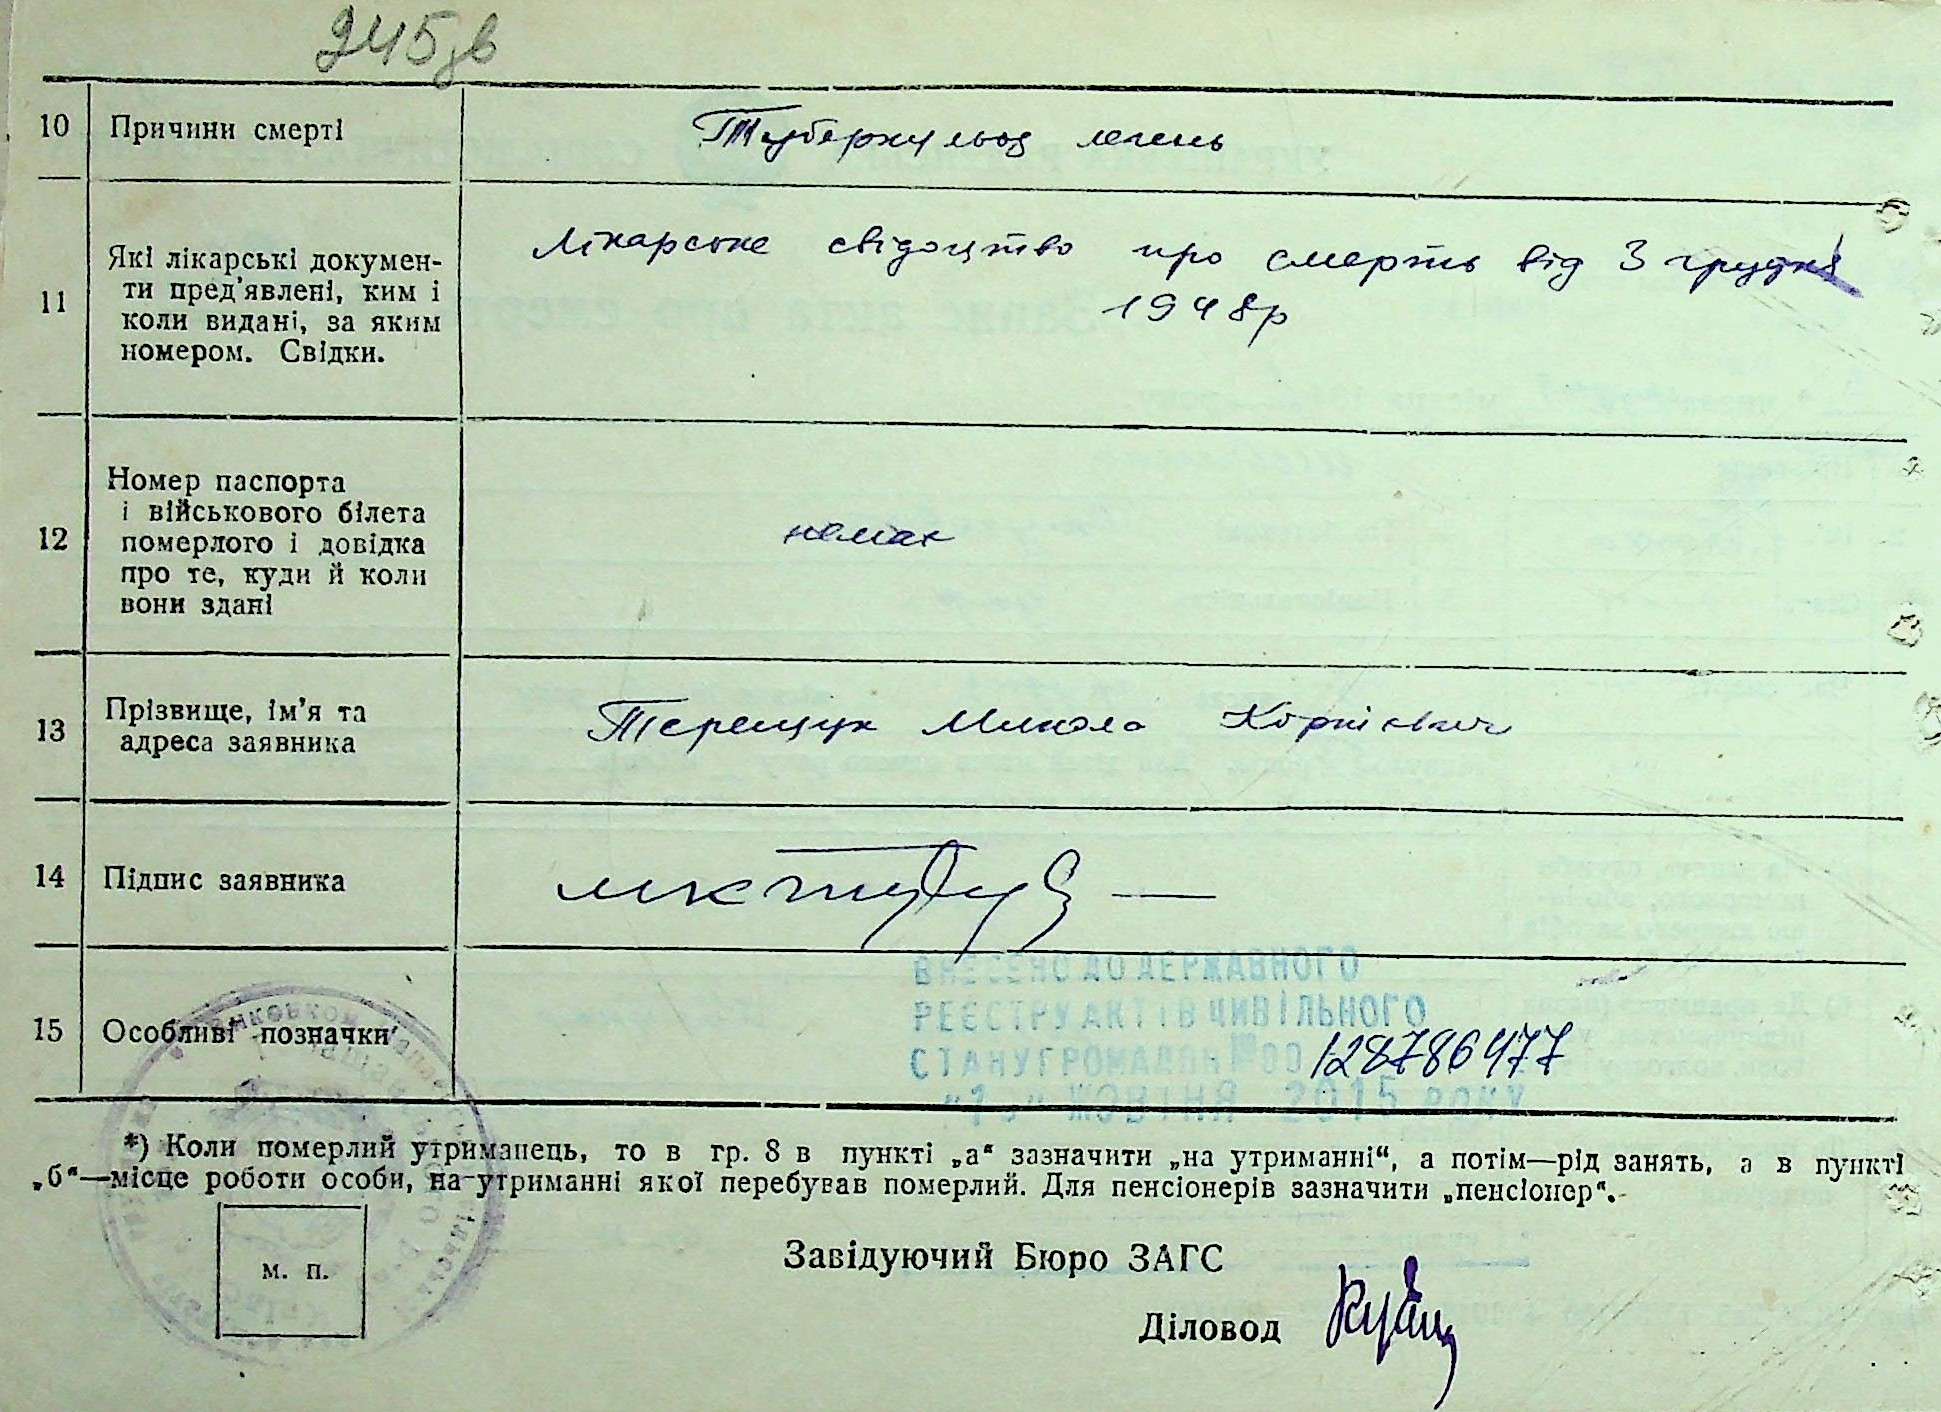 245зв
10 Причини смерті Туберкульоз легень
11 Які лікарські докумен-
ти пред'явлені, ким і
коли видані, за яким
номером. Свідки.
Лікарське свідоцтво про смерть від 3 грудня
1948р
12 Номер паспорта
і військового білета
померлого і довідка
про те, куди й коли
вони здані
немає
13 Прізвище, ім'я та
адреса заявника
Терещук Микола Корнієвич
14 Підпис заявника
15 Особливі позначки
ВНЕСЕНО ДО ДЕРЖАВНОГО
РЕЄСТРУ АКТІВ ЦИВІЛЬНОГО
СТАНУ ГРОМАДЯН №00 128786477
ЖОВТНЯ 2015 РОКУ
*) Коли померлий утриманець, то в гр. 8 в пункті „а“ зазначити „на утриманні“, а потім—рід занять, а в пункті
„б“—місце роботи особи, на утриманні якої перебував померлий. Для пенсіонерів зазначити „пенсіонер“.
м. п.
Завідуючий Бюро ЗАГС
Діловод